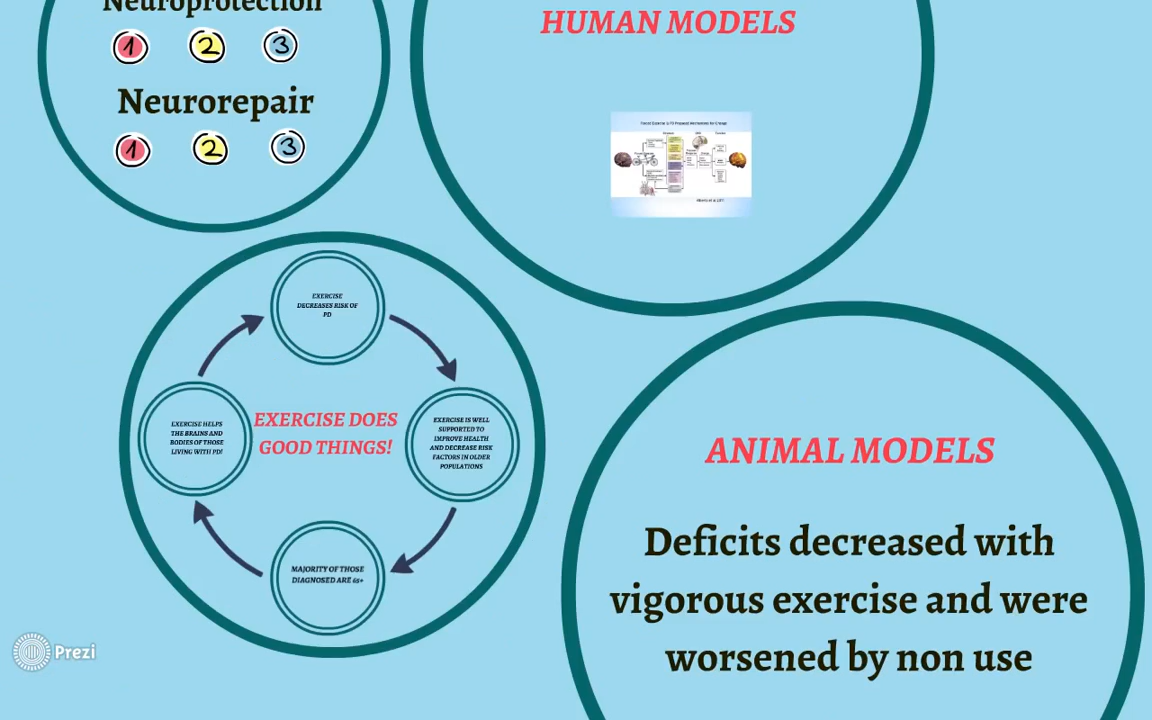 Neuroprotection
1 2 3
Neurorepair
1 2 3
HUMAN MODELS
EXERCISE
DECREASES RISK OF
PD
EXERCISE IS WELL
SUPPORTED TO
IMPROVE HEALTH
AND DECREASE RISK
FACTORS IN OLDER
POPULATIONS
MAJORITY OF THOSE
DIAGNOSED ARE 65+
EXERCISE HELPS
THE BRAINS AND
BODIES OF THOSE
LIVING WITH PD!
EXERCISE DOES
GOOD THINGS!
ANIMAL MODELS
Deficits decreased with
vigorous exercise and were
worsened by non use
Prezi